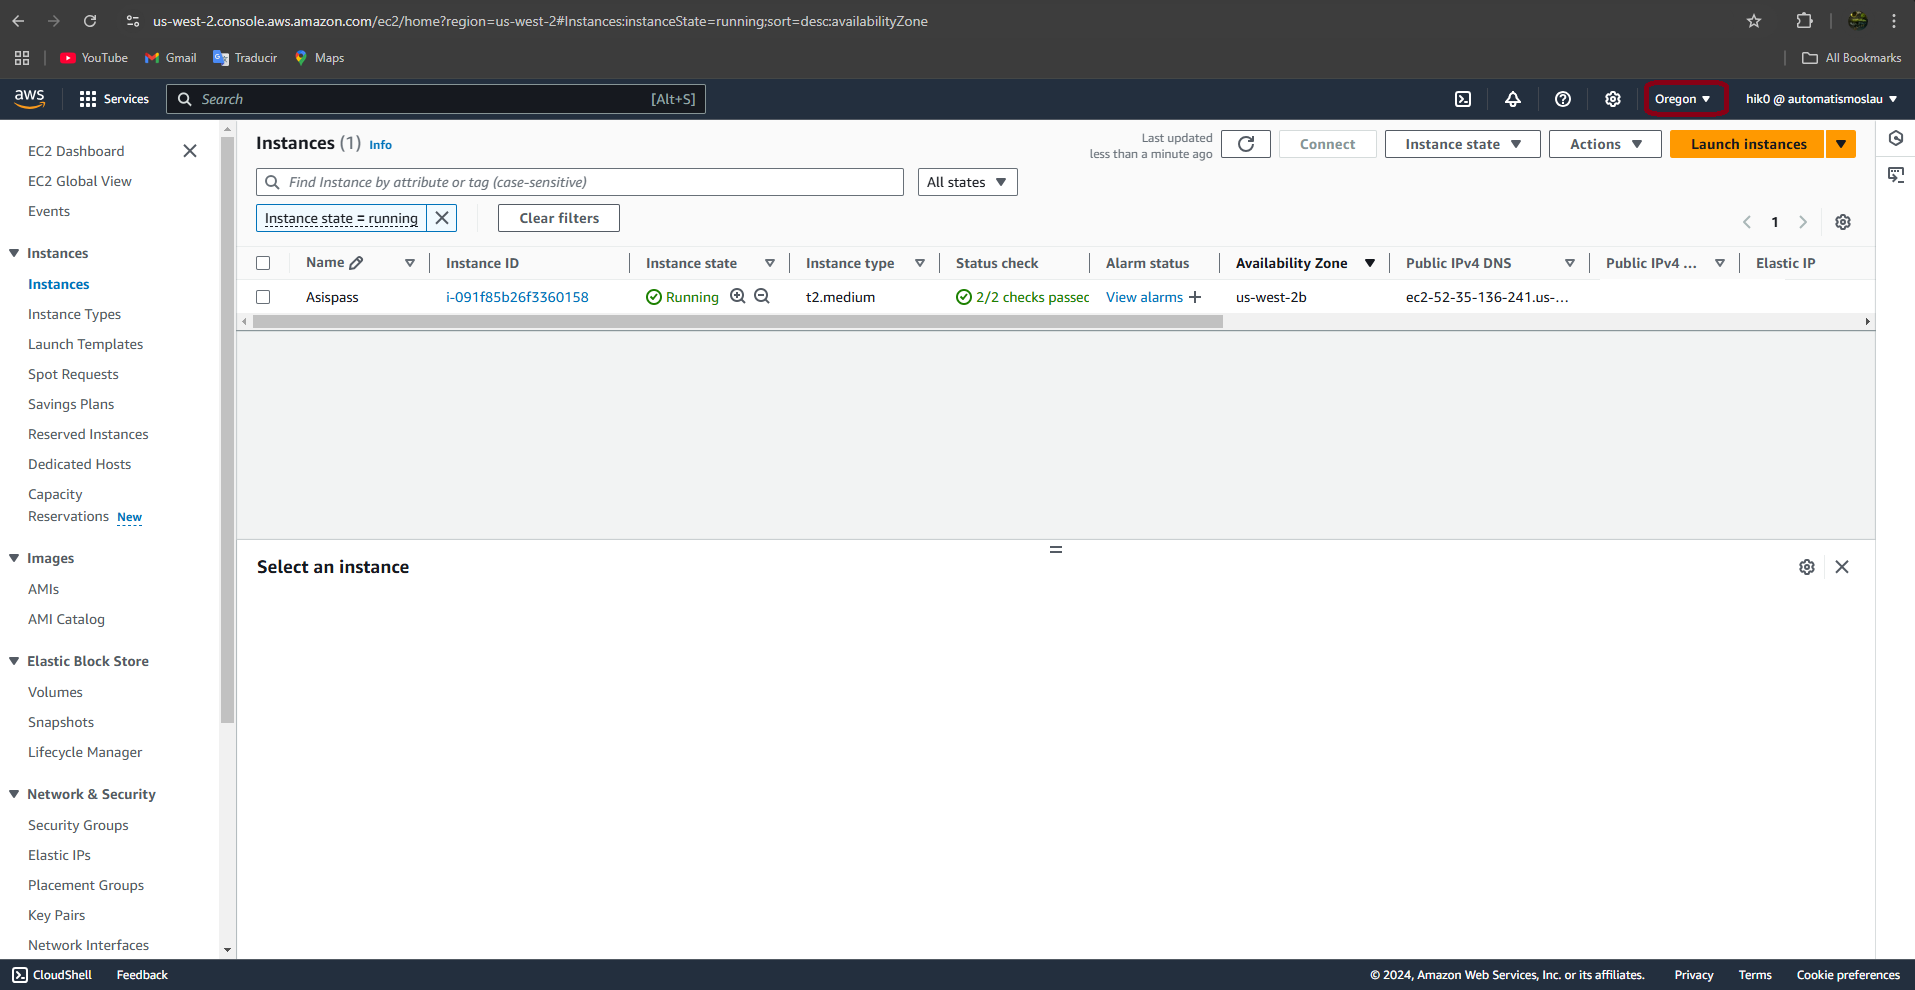 us-west-2.console.aws.amazon.com/ec2/home?region=us-west-2#Instances:instanceState=running;sort=desc:availabilityZone
YouTube Gmail Traducir Maps All Bookmarks
aws Services Search [Alt+S] Oregon hik0 @ automatismoslau
EC2 Dashboard
EC2 Global View
Events
Instances
Instances
Instance Types
Launch Templates
Spot Requests
Savings Plans
Reserved Instances
Dedicated Hosts
Capacity
Reservations New
Images
AMIs
AMI Catalog
Elastic Block Store
Volumes
Snapshots
Lifecycle Manager
Network & Security
Security Groups
Elastic IPs
Placement Groups
Key Pairs
Network Interfaces
Instances (1) Info
Last updated
less than a minute ago
Connect Instance state Actions Launch instances
Find Instance by attribute or tag (case-sensitive) All states
Instance state = running Clear filters
1
Name Instance ID Instance state Instance type Status check Alarm status Availability Zone Public IPv4 DNS Public IPv4 ... Elastic IP
Asispass i-091f85b26f3360158 Running t2.medium 2/2 checks passec View alarms us-west-2b ec2-52-35-136-241.us-...
Select an instance
CloudShell Feedback © 2024, Amazon Web Services, Inc. or its affiliates. Privacy Terms Cookie preferences